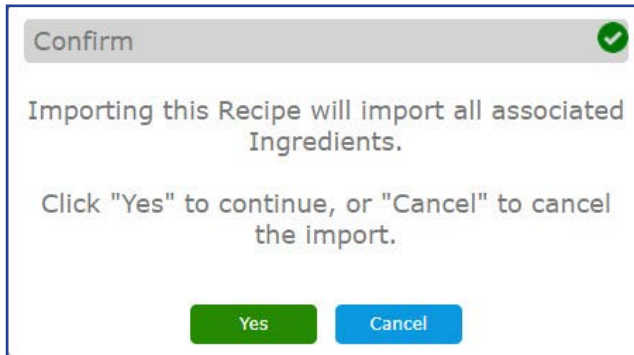 Confirm
Importing this Recipe will import all associated
Ingredients.
Click "Yes" to continue, or "Cancel" to cancel
the import.
Yes
Cancel